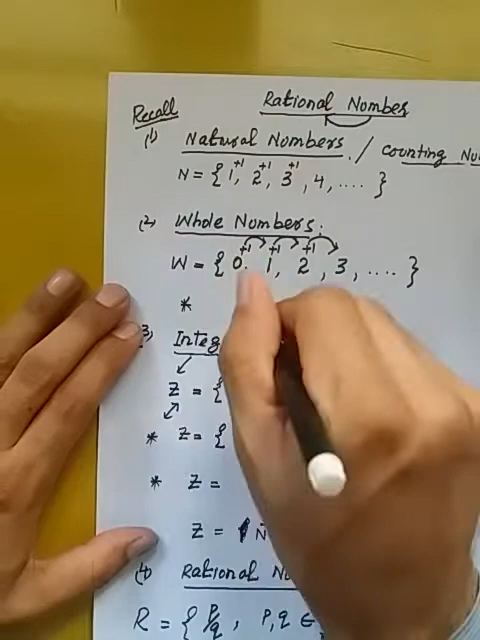 Rational Number
Recall
(1) Natural Numbers. / Counting Nu
+1 +1 +1
N = { 1, 2, 3, 4, .... }
(2) Whole Numbers:
+1 +1 +1
W = { 0, 1, 2, 3, .... }
*
3) Integ
Z = {
* Z = {
* Z =
Z = N
(4) Rational Nu
R = { p/q, p,q ∈